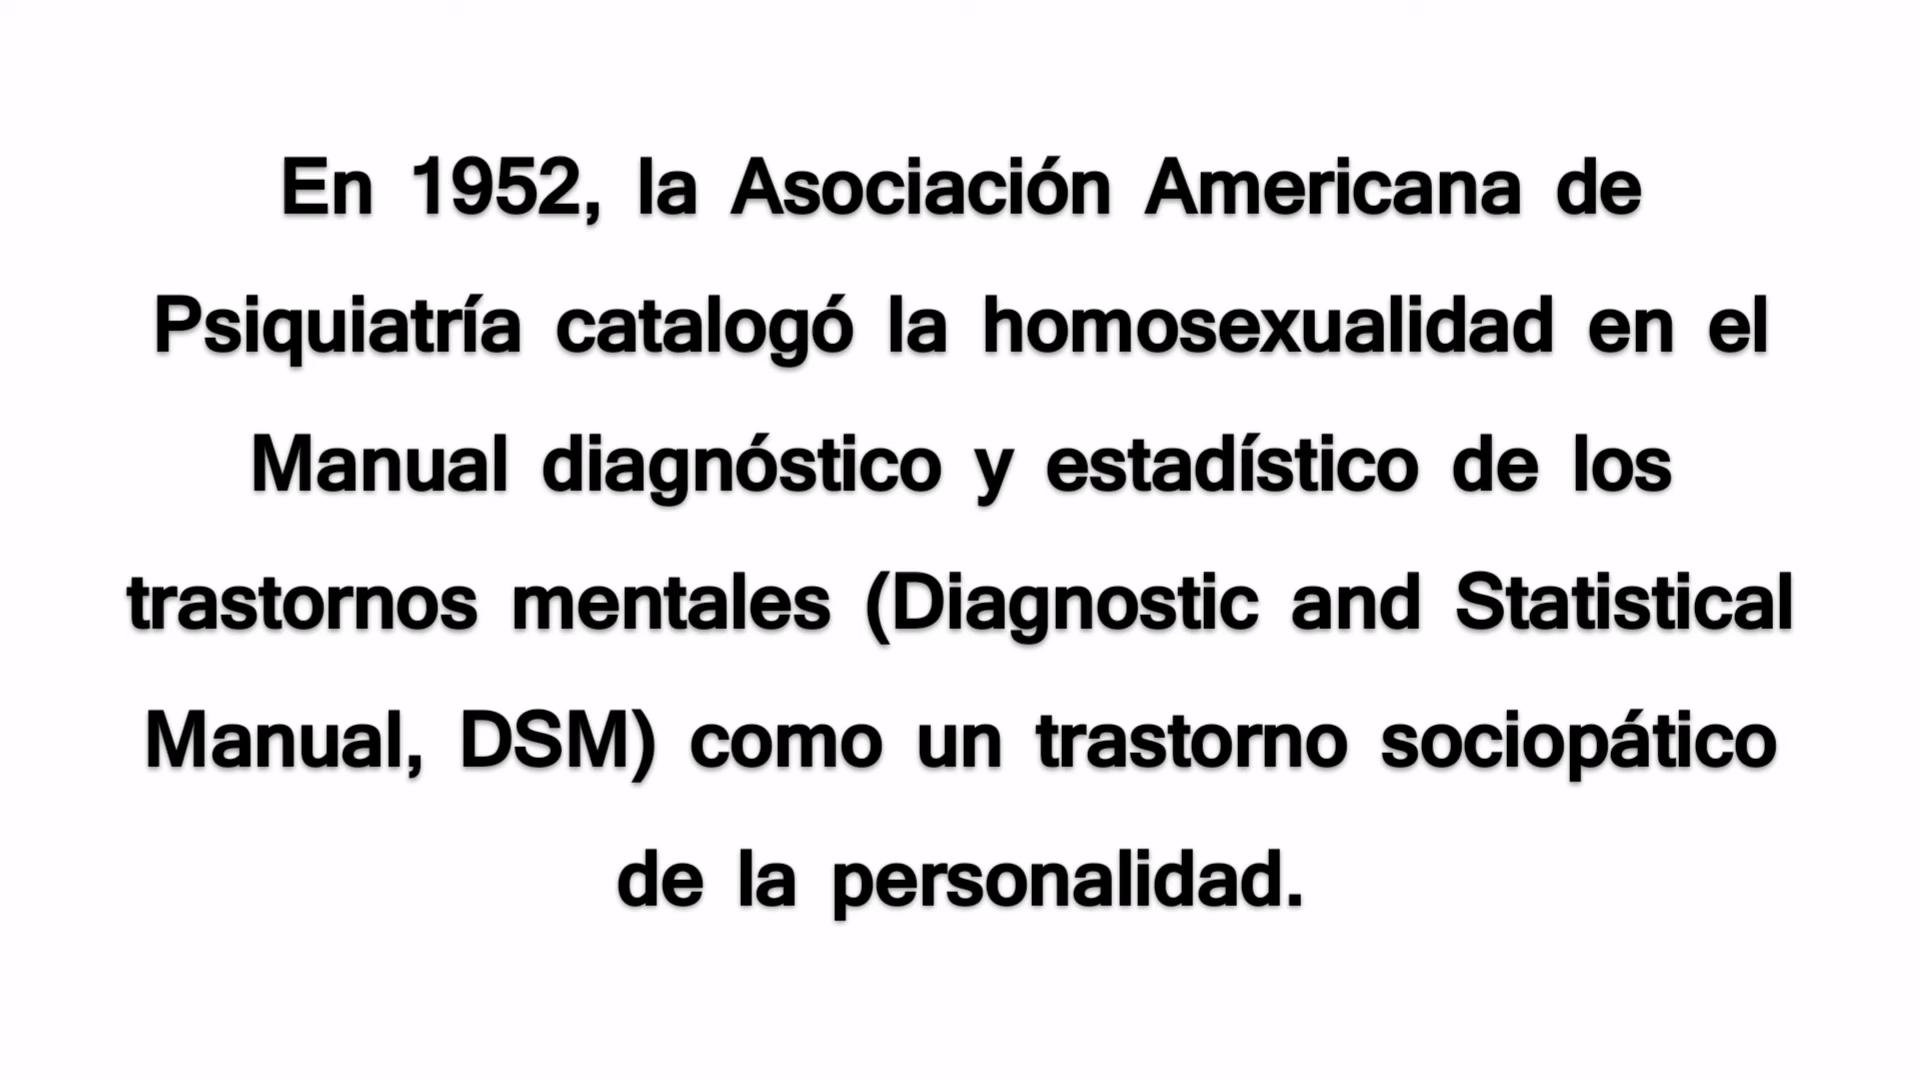 En 1952, la Asociación Americana de
Psiquiatría catalogó la homosexualidad en el
Manual diagnóstico y estadístico de los
trastornos mentales (Diagnostic and Statistical
Manual, DSM) como un trastorno sociopático
de la personalidad.